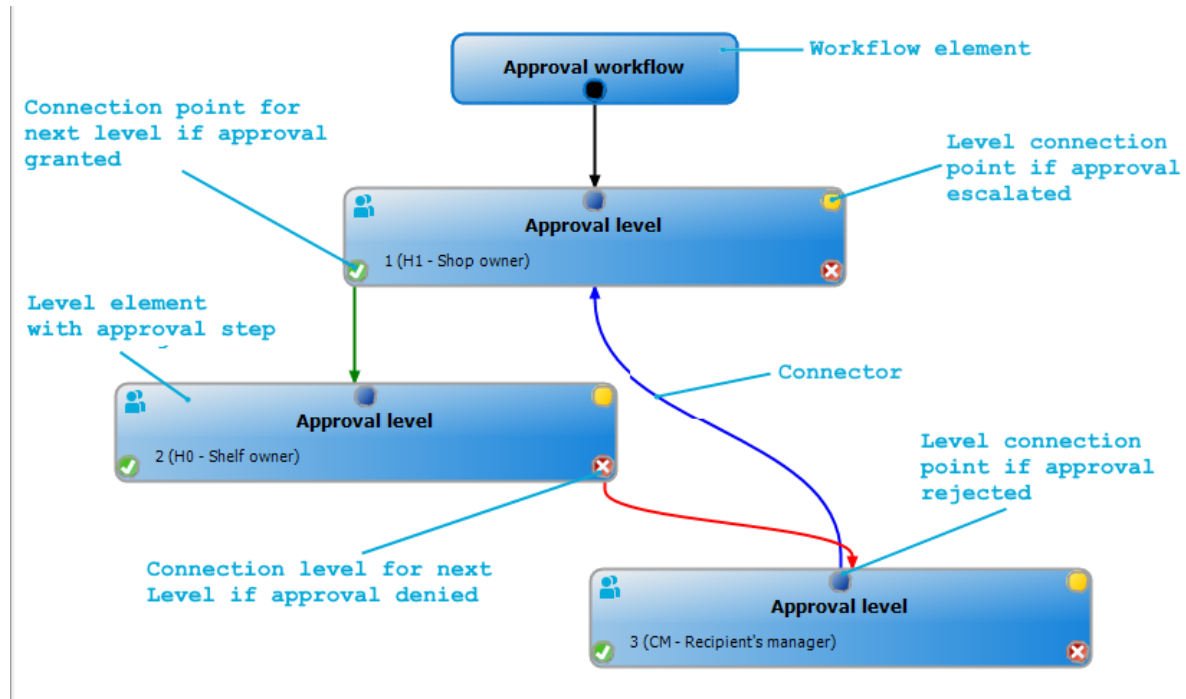 Workflow element
Approval workflow
Connection point for
next level if approval
granted
Level connection
point if approval
escalated
Approval level
1 (H1 - Shop owner)
Level element
with approval step
Connector
Approval level
2 (H0 - Shelf owner)
Level connection
point if approval
rejected
Connection level for next
Level if approval denied
Approval level
3 (CM - Recipient's manager)